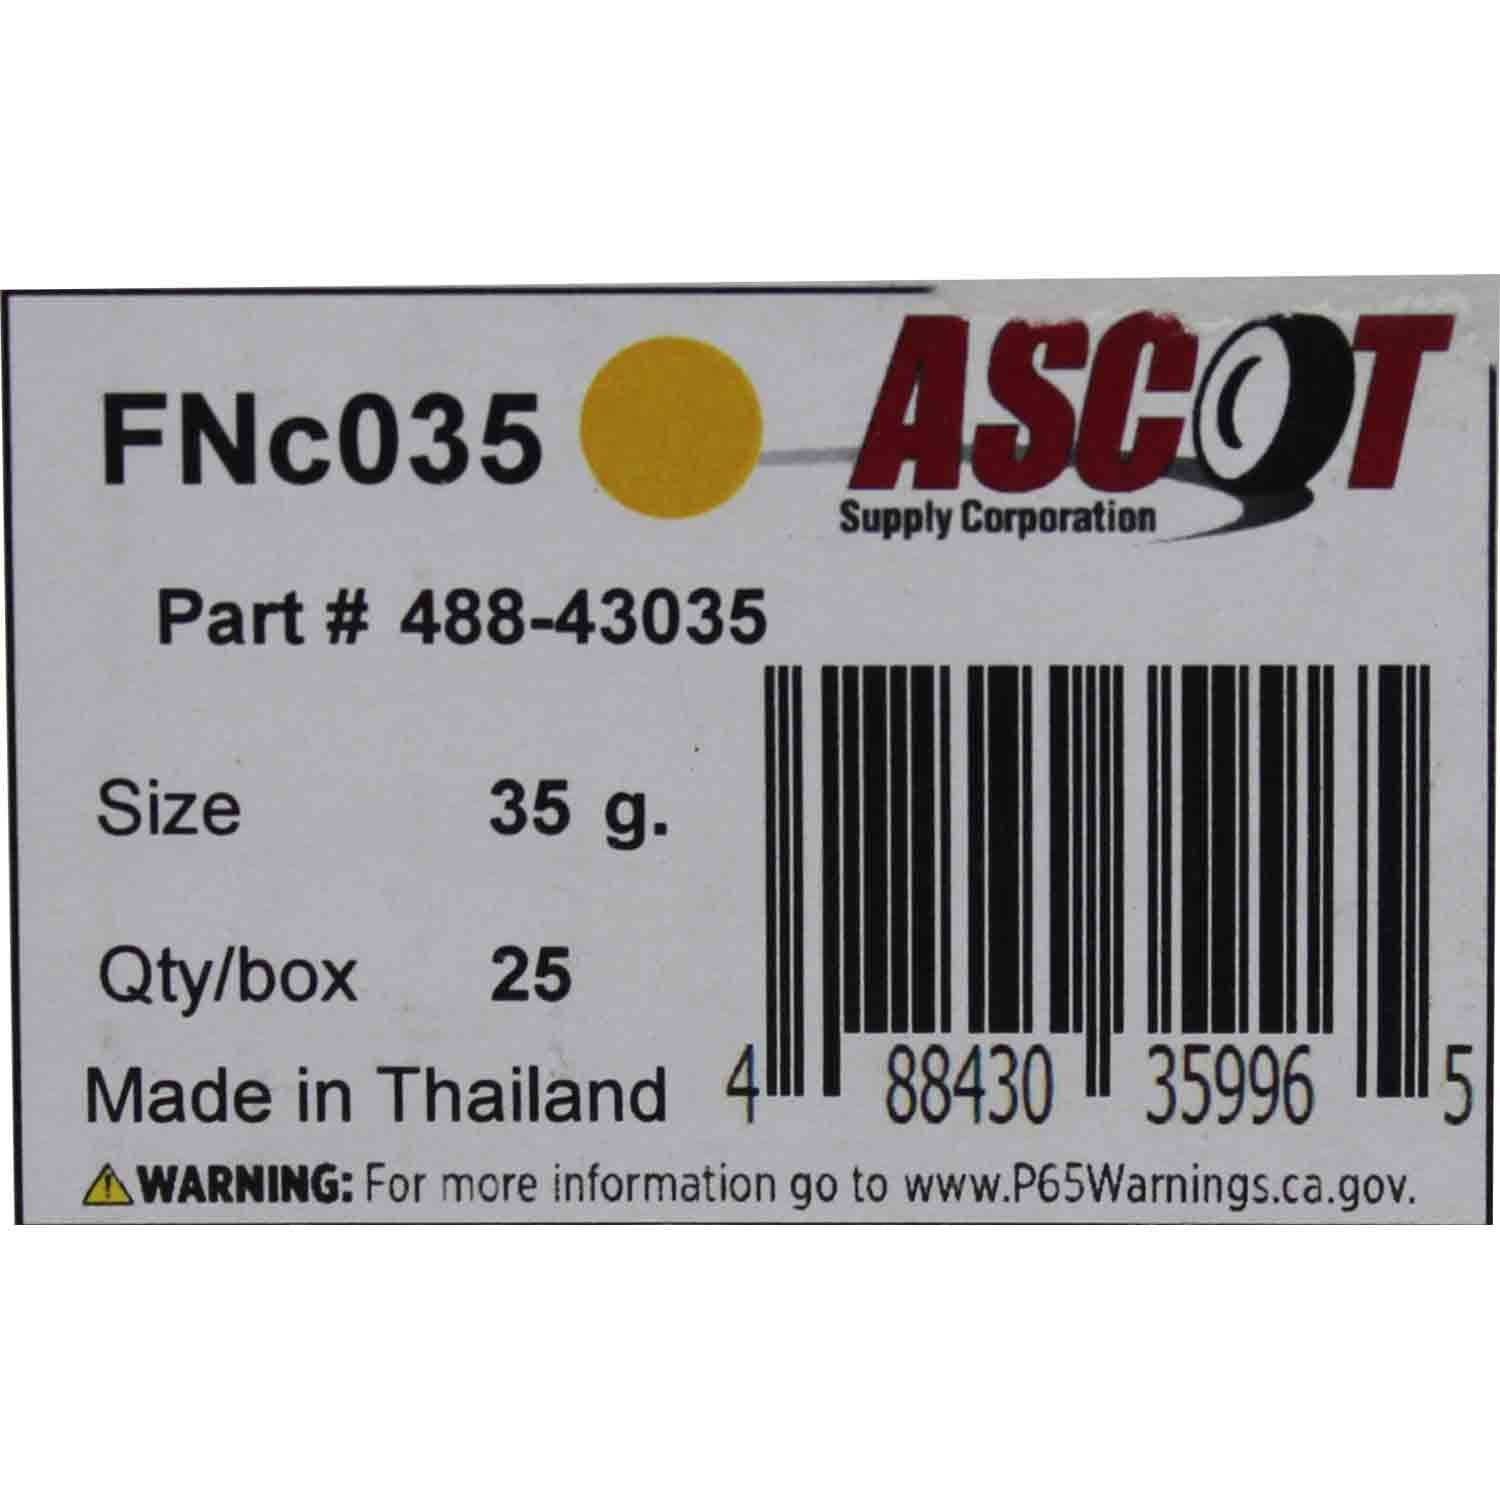 FNc035
ASCOT
Supply Corporation
Part # 488-43035
Size 35 g.
Qty/box 25
Made in Thailand
4 88430 35996 5
WARNING: For more information go to www.P65Warnings.ca.gov.